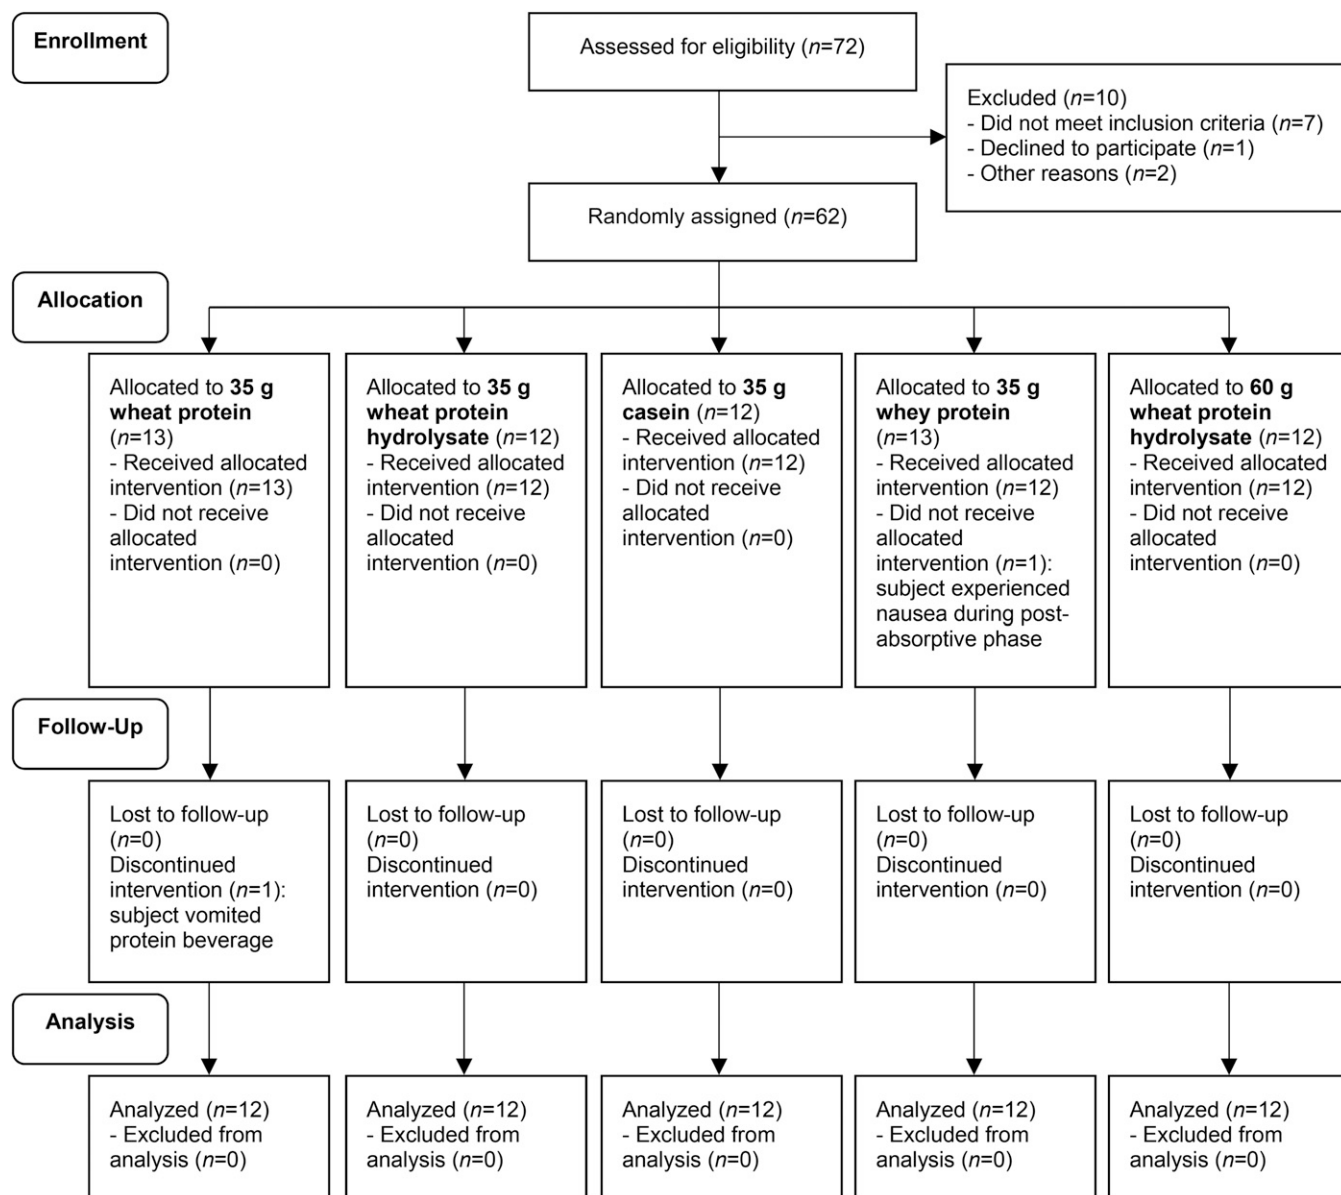 Enrollment
Assessed for eligibility (n=72)
Excluded (n=10)
- Did not meet inclusion criteria (n=7)
- Declined to participate (n=1)
- Other reasons (n=2)
Randomly assigned (n=62)
Allocation
Allocated to 35 g
wheat protein
(n=13)
- Received allocated
intervention (n=13)
- Did not receive
allocated
intervention (n=0)
Allocated to 35 g
wheat protein
hydrolysate (n=12)
- Received allocated
intervention (n=12)
- Did not receive
allocated
intervention (n=0)
Allocated to 35 g
casein (n=12)
- Received allocated
intervention (n=12)
- Did not receive
allocated
intervention (n=0)
Allocated to 35 g
whey protein
(n=13)
- Received allocated
intervention (n=12)
- Did not receive
allocated
intervention (n=1):
subject experienced
nausea during post-
absorptive phase
Allocated to 60 g
wheat protein
hydrolysate (n=12)
- Received allocated
intervention (n=12)
- Did not receive
allocated
intervention (n=0)
Follow-Up
Lost to follow-up
(n=0)
Discontinued
intervention (n=1):
subject vomited
protein beverage
Lost to follow-up
(n=0)
Discontinued
intervention (n=0)
Lost to follow-up
(n=0)
Discontinued
intervention (n=0)
Lost to follow-up
(n=0)
Discontinued
intervention (n=0)
Lost to follow-up
(n=0)
Discontinued
intervention (n=0)
Analysis
Analyzed (n=12)
- Excluded from
analysis (n=0)
Analyzed (n=12)
- Excluded from
analysis (n=0)
Analyzed (n=12)
- Excluded from
analysis (n=0)
Analyzed (n=12)
- Excluded from
analysis (n=0)
Analyzed (n=12)
- Excluded from
analysis (n=0)